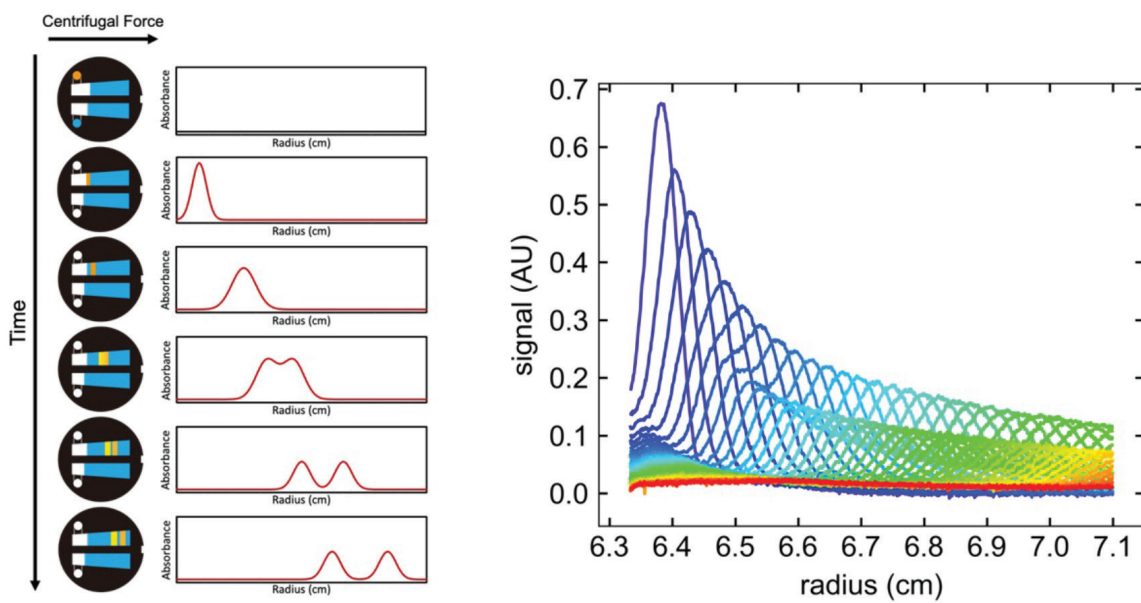 Centrifugal Force
Time
Absorbance
Radius (cm)
Absorbance
Radius (cm)
Absorbance
Radius (cm)
Absorbance
Radius (cm)
Absorbance
Radius (cm)
Absorbance
Radius (cm)
signal (AU)
0.7
0.6
0.5
0.4
0.3
0.2
0.1
0.0
6.3 6.4 6.5 6.6 6.7 6.8 6.9 7.0 7.1
radius (cm)